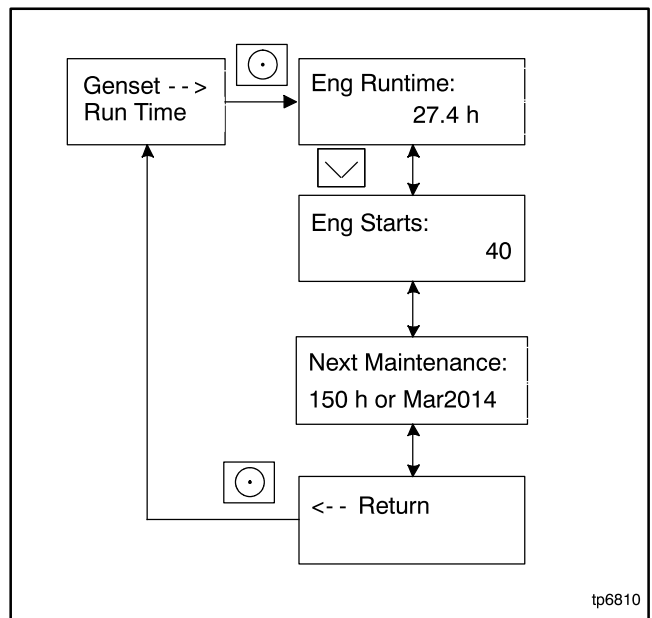 Genset - - >
Run Time
Eng Runtime:
27.4 h
Eng Starts:
40
Next Maintenance:
150 h or Mar2014
<- - Return
tp6810